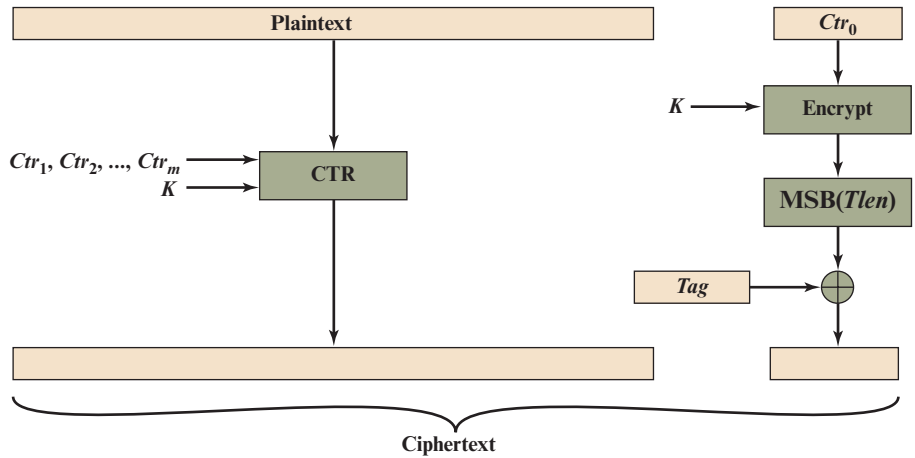 Plaintext
Ctr0
K
Encrypt
Ctr1, Ctr2, ..., Ctrm
K
CTR
MSB(Tlen)
Tag
Ciphertext